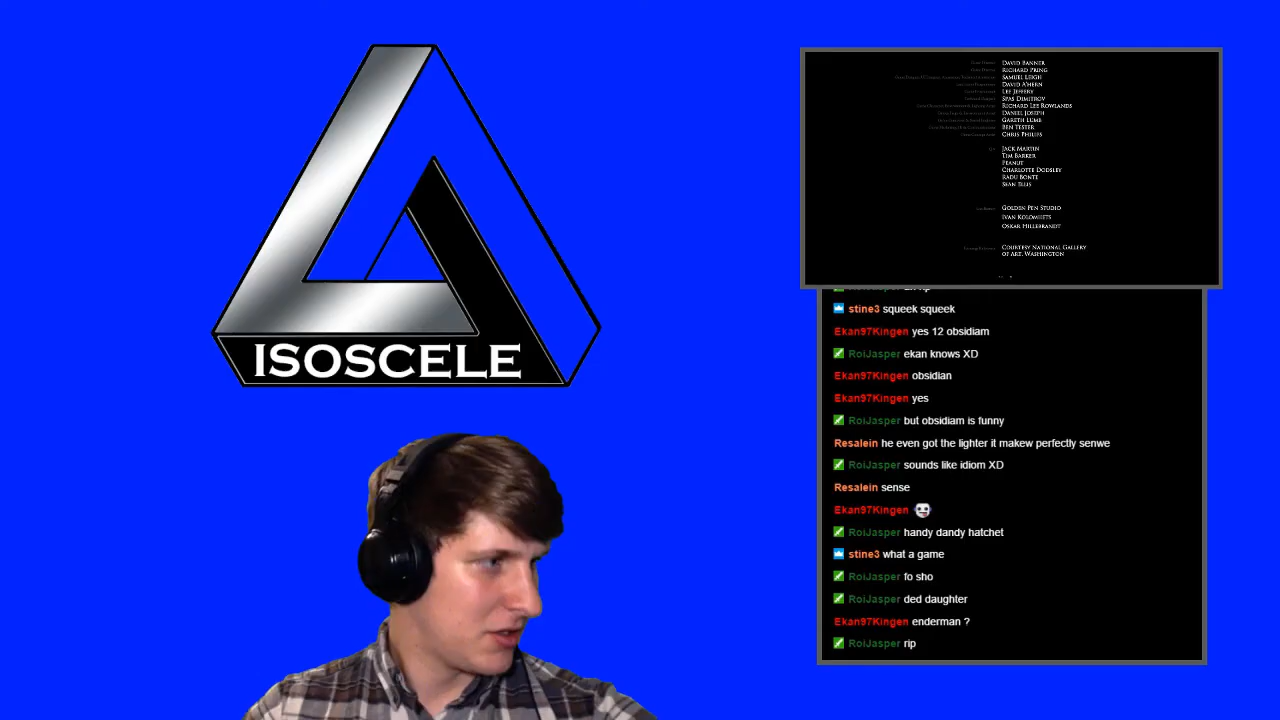 ISOSCELE
DAVID BANNER
RICHARD PRING
SAMUEL LEIGH
DAVID A'HERN
LEE JEFFERY
SPAS DIMITROV
RICHARD LEE ROWLANDS
DANIEL JOSEPH
GARETH LUMB
BEN TESTER
CHRIS PHILIPS
JACK MARTIN
TIM BARKER
PEANUT
CHARLOTTE DODSLEY
RADU BONTE
SEAN ELLIS
GOLDEN PEN STUDIO
IVAN KOLOMIIETS
OSKAR HILLEBRANDT
COURTESY NATIONAL GALLERY
OF ART, WASHINGTON
stine3 squeek squeek
Ekan97Kingen yes 12 obsidiam
RoiJasper ekan knows XD
Ekan97Kingen obsidian
Ekan97Kingen yes
RoiJasper but obsidiam is funny
Resalein he even got the lighter it makew perfectly senwe
RoiJasper sounds like idiom XD
Resalein sense
Ekan97Kingen
RoiJasper handy dandy hatchet
stine3 what a game
RoiJasper fo sho
RoiJasper ded daughter
Ekan97Kingen enderman ?
RoiJasper rip